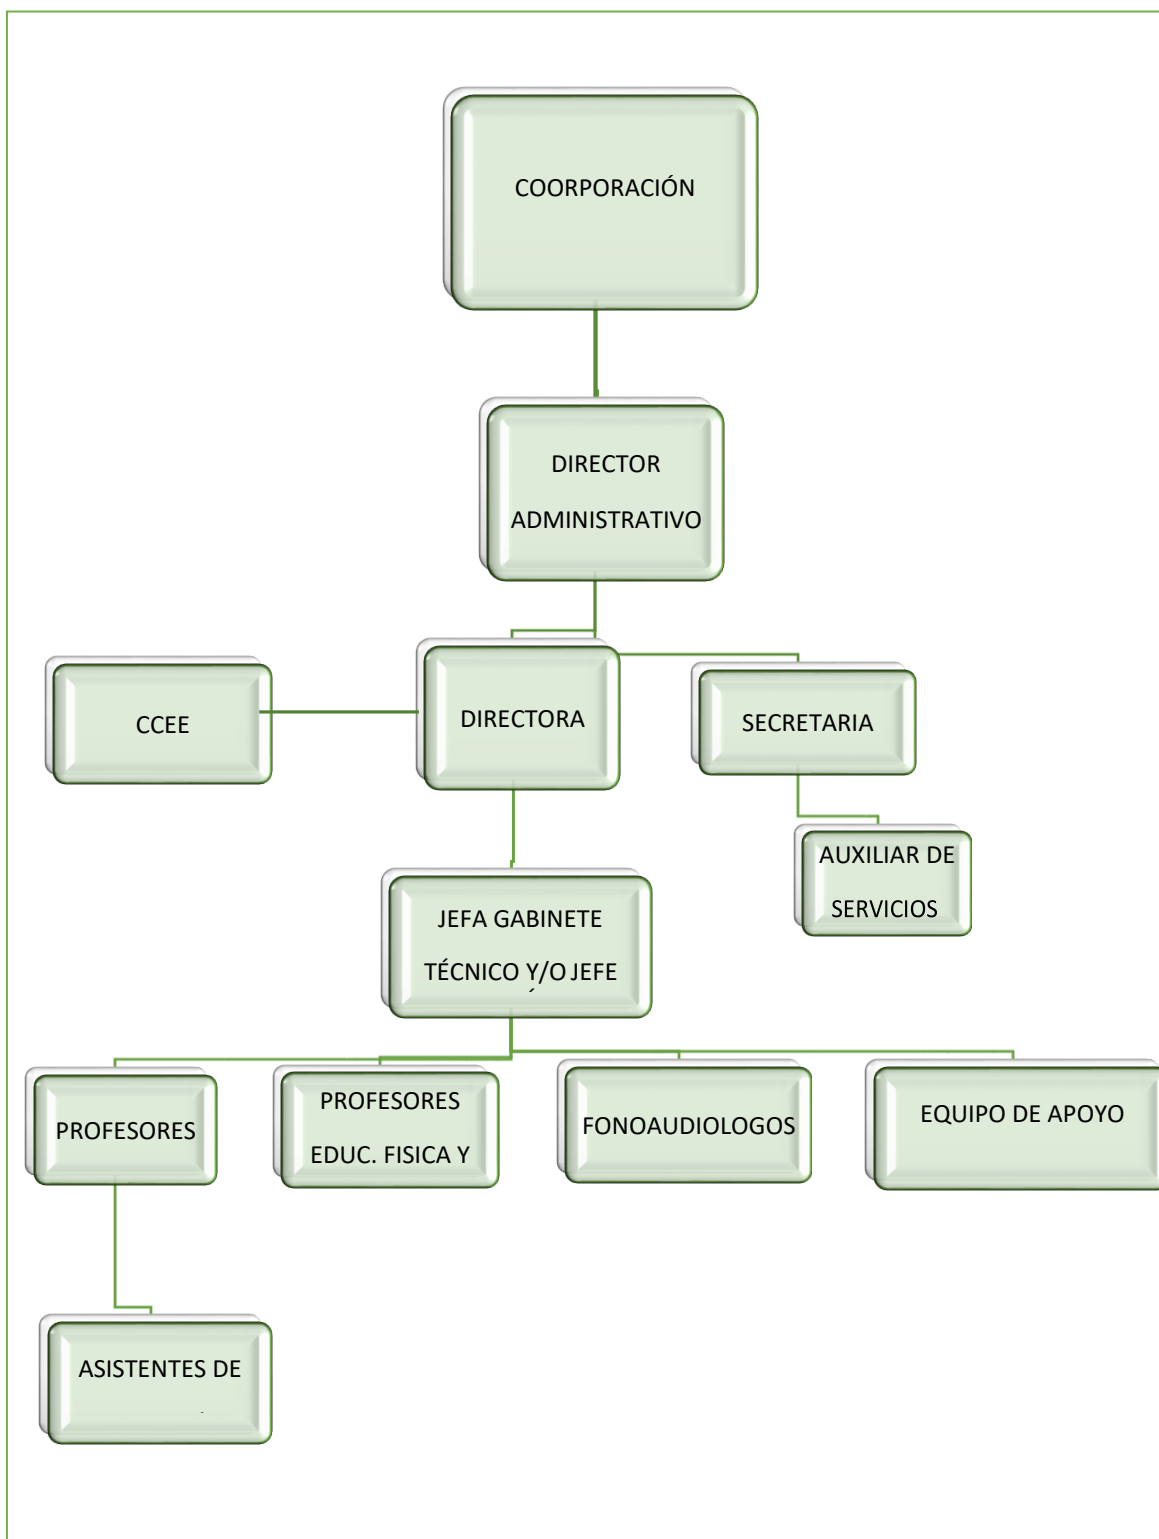 COORPORACIÓN
DIRECTOR
ADMINISTRATIVO
CCEE
DIRECTORA
SECRETARIA
AUXILIAR DE
SERVICIOS
JEFA GABINETE
TÉCNICO Y/O JEFE
PROFESORES
PROFESORES
EDUC. FISICA Y
FONOAUDIOLOGOS
EQUIPO DE APOYO
ASISTENTES DE